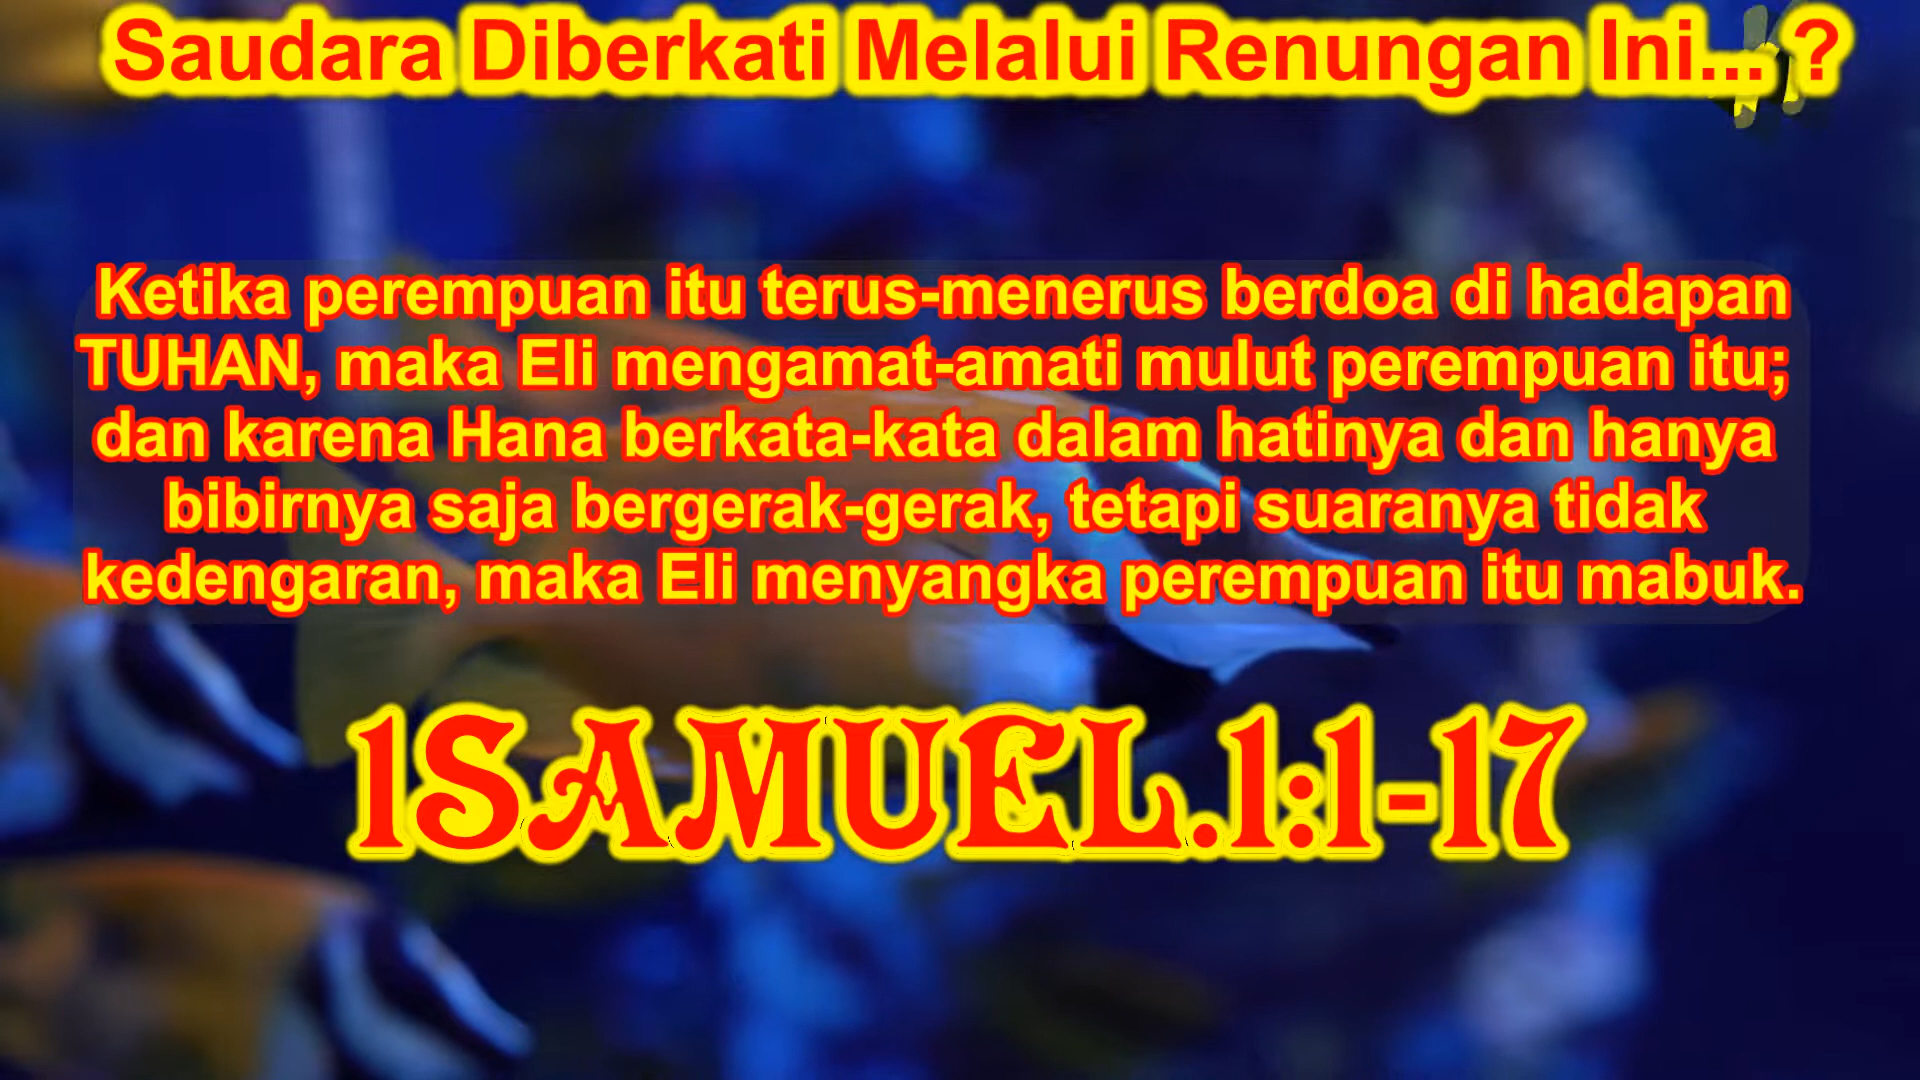 Saudara Diberkati Melalui Renungan Ini... ?
Ketika perempuan itu terus-menerus berdoa di hadapan
TUHAN, maka Eli mengamat-amati mulut perempuan itu;
dan karena Hana berkata-kata dalam hatinya dan hanya
bibirnya saja bergerak-gerak, tetapi suaranya tidak
kedengaran, maka Eli menyangka perempuan itu mabuk.
1SAMUEL.1:1-17